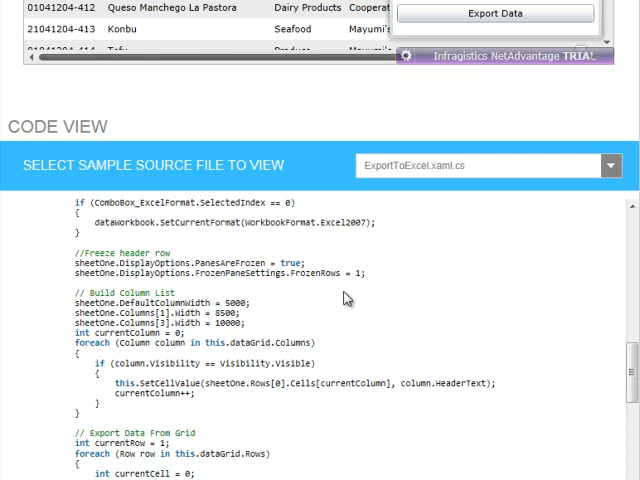 01041204-412 Queso Manchego La Pastora Dairy Products Cooperat
Export Data
21041204-413 Konbu Seafood Mayumi's
Infragistics NetAdvantage TRIAL
CODE VIEW
SELECT SAMPLE SOURCE FILE TO VIEW
ExportToExcel.xaml.cs
if (ComboBox_ExcelFormat.SelectedIndex == 0)
{
dataWorkbook.SetCurrentFormat(WorkbookFormat.Excel2007);
}
//Freeze header row
sheetOne.DisplayOptions.PanesAreFrozen = true;
sheetOne.DisplayOptions.FrozenPaneSettings.FrozenRows = 1;
// Build Column List
sheetOne.DefaultColumnWidth = 5000;
sheetOne.Columns[1].Width = 8500;
sheetOne.Columns[3].Width = 10000;
int currentColumn = 0;
foreach (Column column in this.dataGrid.Columns)
{
if (column.Visibility == Visibility.Visible)
{
this.SetCellValue(sheetOne.Rows[0].Cells[currentColumn], column.HeaderText);
currentColumn++;
}
}
// Export Data From Grid
int currentRow = 1;
foreach (Row row in this.dataGrid.Rows)
{
int currentCell = 0;